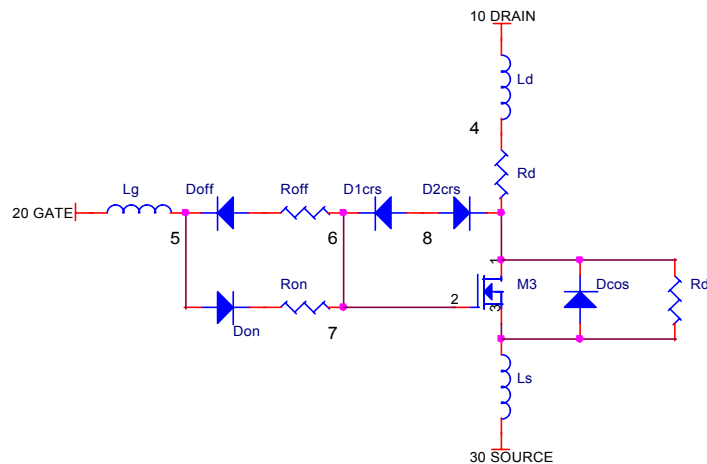 10 DRAIN
Ld
4
Rd
Lg Doff Roff D1crs D2crs
20 GATE
5 6 8
1
Ron M3 Dcos Rd
2
3
Don 7
Ls
30 SOURCE